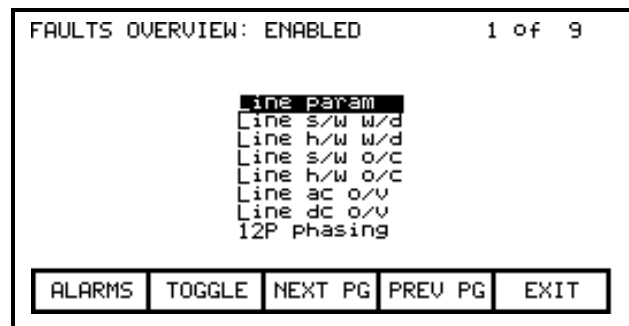 FAULTS OVERVIEW: ENABLED 1 of 9
Line param
Line s/w w/d
Line h/w w/d
Line s/w o/c
Line h/w o/c
Line ac o/v
Line dc o/v
12P phasing
ALARMS TOGGLE NEXT PG PREV PG EXIT